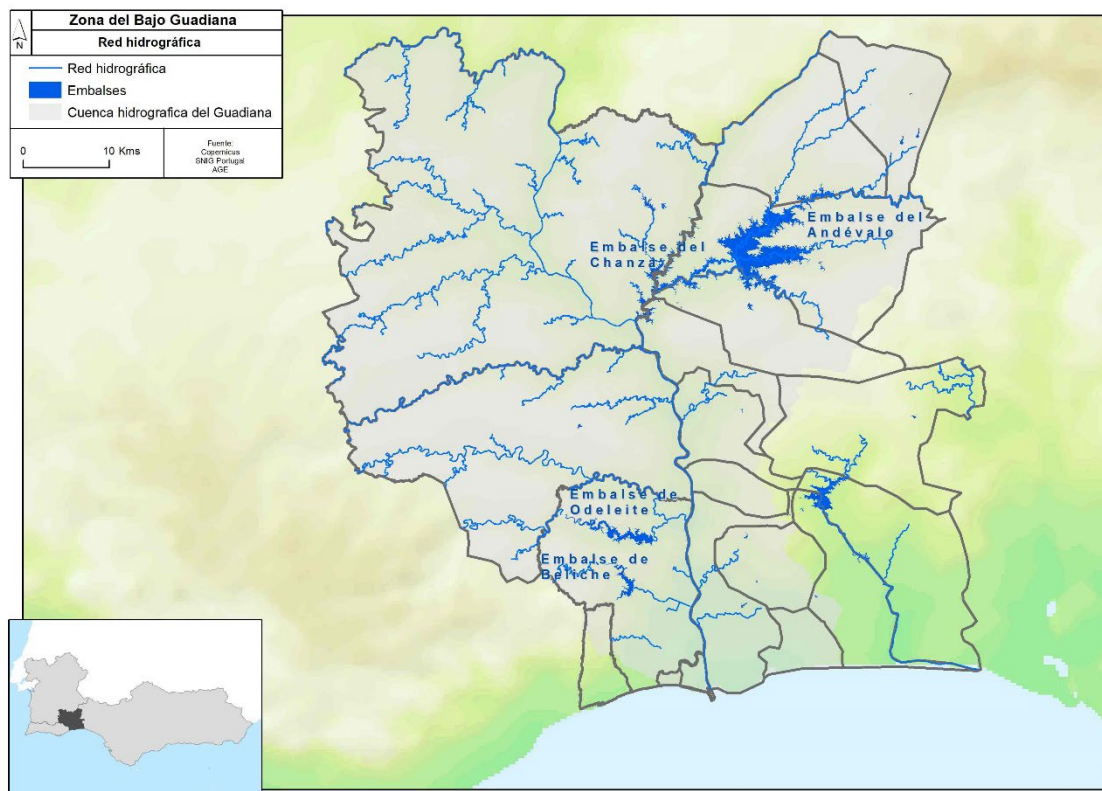 Zona del Bajo Guadiana
Red hidrográfica
N
Red hidrográfica
Embalses
Cuenca hidrografica del Guadiana
0 10 Kms
Fuente:
Copernicus
SNIG Portugal
AGE
Embalse del
Andévalo
Embalse del
Chanza
Embalse de
Odeleite
Embalse de
Beliche